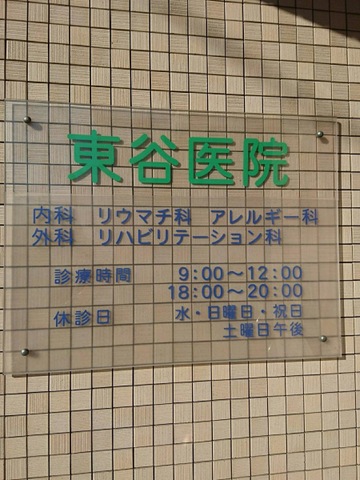 東谷医院
内科　リウマチ科　アレルギー科
外科　リハビリテーション科
診療時間　9:00〜12:00
18:00〜20:00
休診日　水・日曜日・祝日
土曜日午後